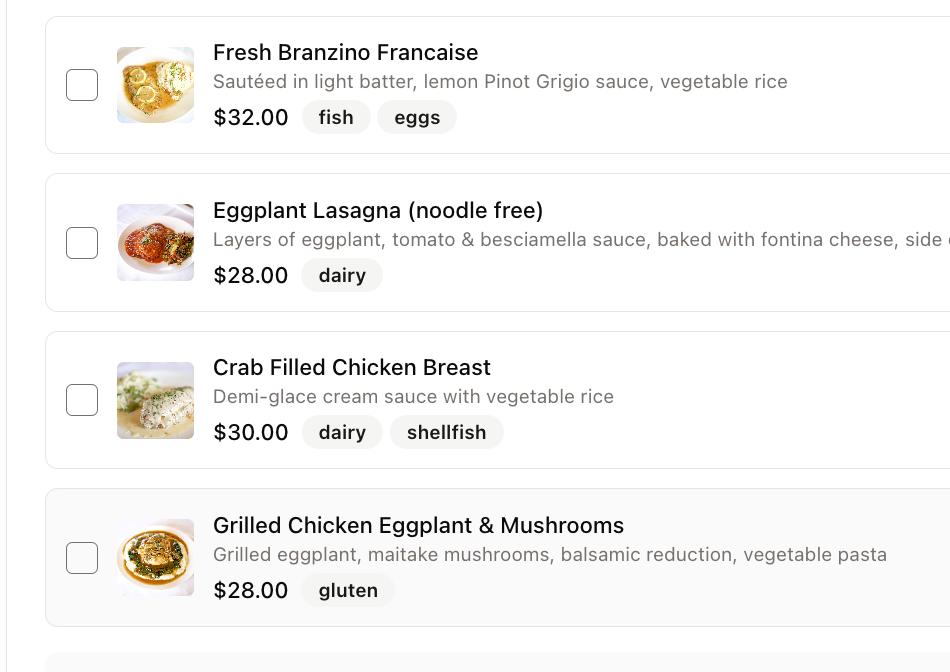 Fresh Branzino Francaise
Sautéed in light batter, lemon Pinot Grigio sauce, vegetable rice
$32.00 fish eggs
Eggplant Lasagna (noodle free)
Layers of eggplant, tomato & besciamella sauce, baked with fontina cheese, side
$28.00 dairy
Crab Filled Chicken Breast
Demi-glace cream sauce with vegetable rice
$30.00 dairy shellfish
Grilled Chicken Eggplant & Mushrooms
Grilled eggplant, maitake mushrooms, balsamic reduction, vegetable pasta
$28.00 gluten